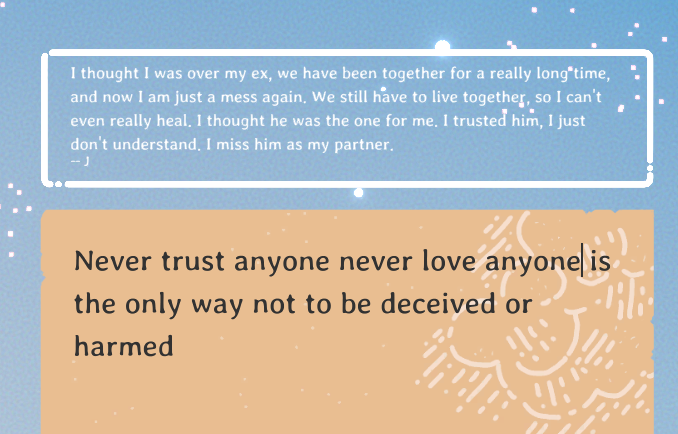 I thought I was over my ex, we have been together for a really long time,
and now I am just a mess again. We still have to live together, so I can't
even really heal. I thought he was the one for me. I trusted him, I just
don't understand. I miss him as my partner.
-- J
Never trust anyone never love anyone is
the only way not to be deceived or
harmed